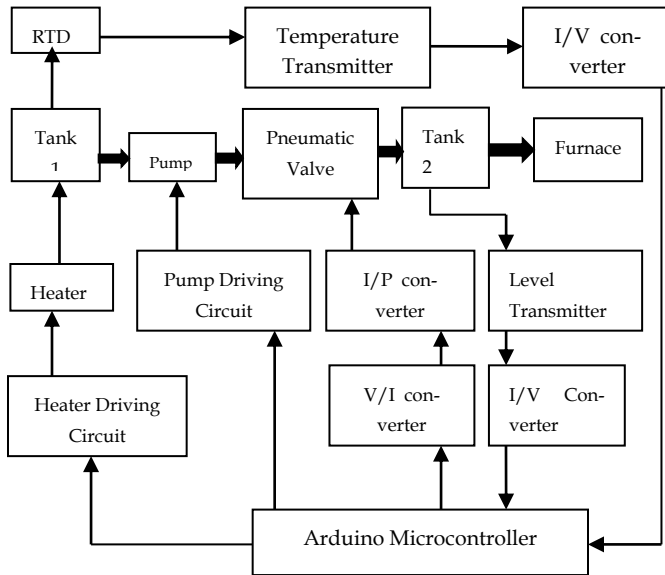 RTD
Temperature
Transmitter
I/V con-
verter
Tank
1
Pump
Pneumatic
Valve
Tank
2
Furnace
Heater
Pump Driving
Circuit
I/P con-
verter
Level
Transmitter
Heater Driving
Circuit
V/I con-
verter
I/V Con-
verter
Arduino Microcontroller